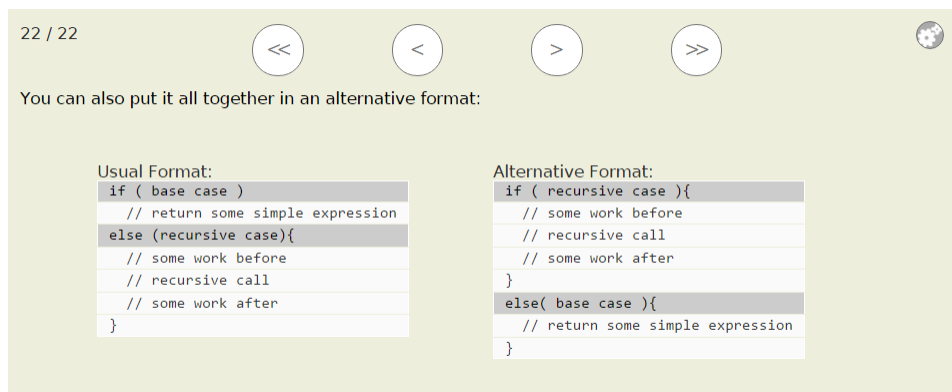 22 / 22
<<
<
>
>>
You can also put it all together in an alternative format:
Usual Format:
if ( base case )
// return some simple expression
else (recursive case){
// some work before
// recursive call
// some work after
}
Alternative Format:
if ( recursive case ){
// some work before
// recursive call
// some work after
}
else( base case ){
// return some simple expression
}